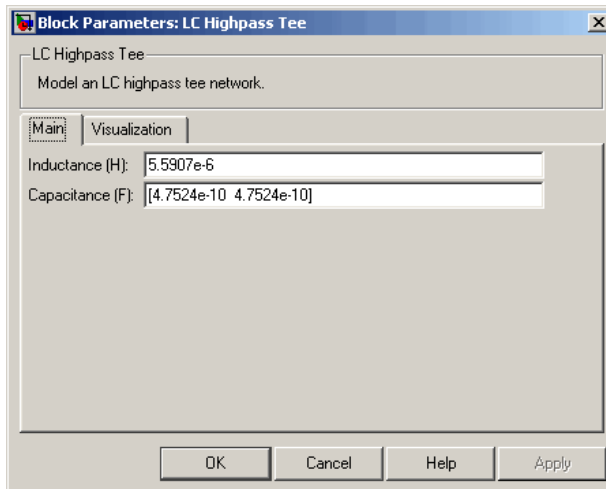 Block Parameters: LC Highpass Tee
LC Highpass Tee
Model an LC highpass tee network.
Main Visualization
Inductance (H): 5.5907e-6
Capacitance (F): [4.7524e-10 4.7524e-10]
OK Cancel Help Apply